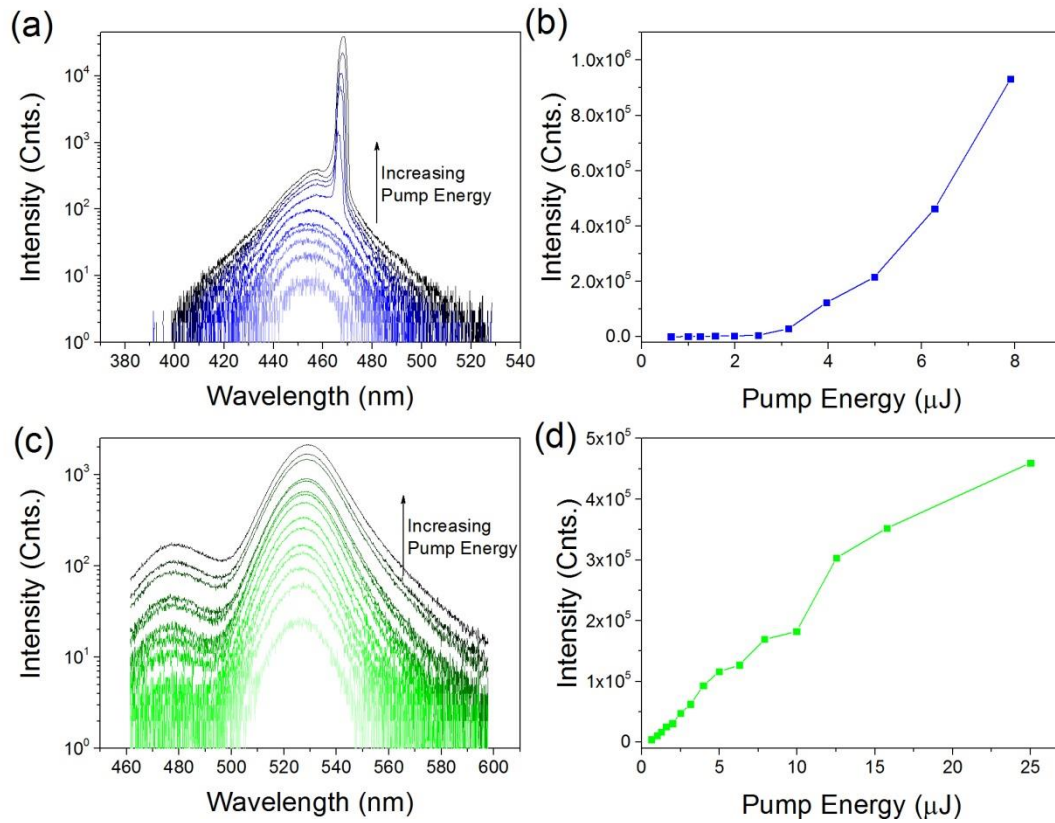 (a)
Intensity (Cnts.)
10⁴
10³
10²
10¹
10⁰
Increasing
Pump Energy
380 400 420 440 460 480 500 520 540
Wavelength (nm)
(b)
Intensity (Cnts.)
1.0x10⁶
8.0x10⁵
6.0x10⁵
4.0x10⁵
2.0x10⁵
0.0
0 2 4 6 8
Pump Energy (μJ)
(c)
Intensity (Cnts.)
10³
10²
10¹
10⁰
Increasing
Pump Energy
460 480 500 520 540 560 580 600
Wavelength (nm)
(d)
Intensity (Cnts.)
5x10⁵
4x10⁵
3x10⁵
2x10⁵
1x10⁵
0
0 5 10 15 20 25
Pump Energy (μJ)